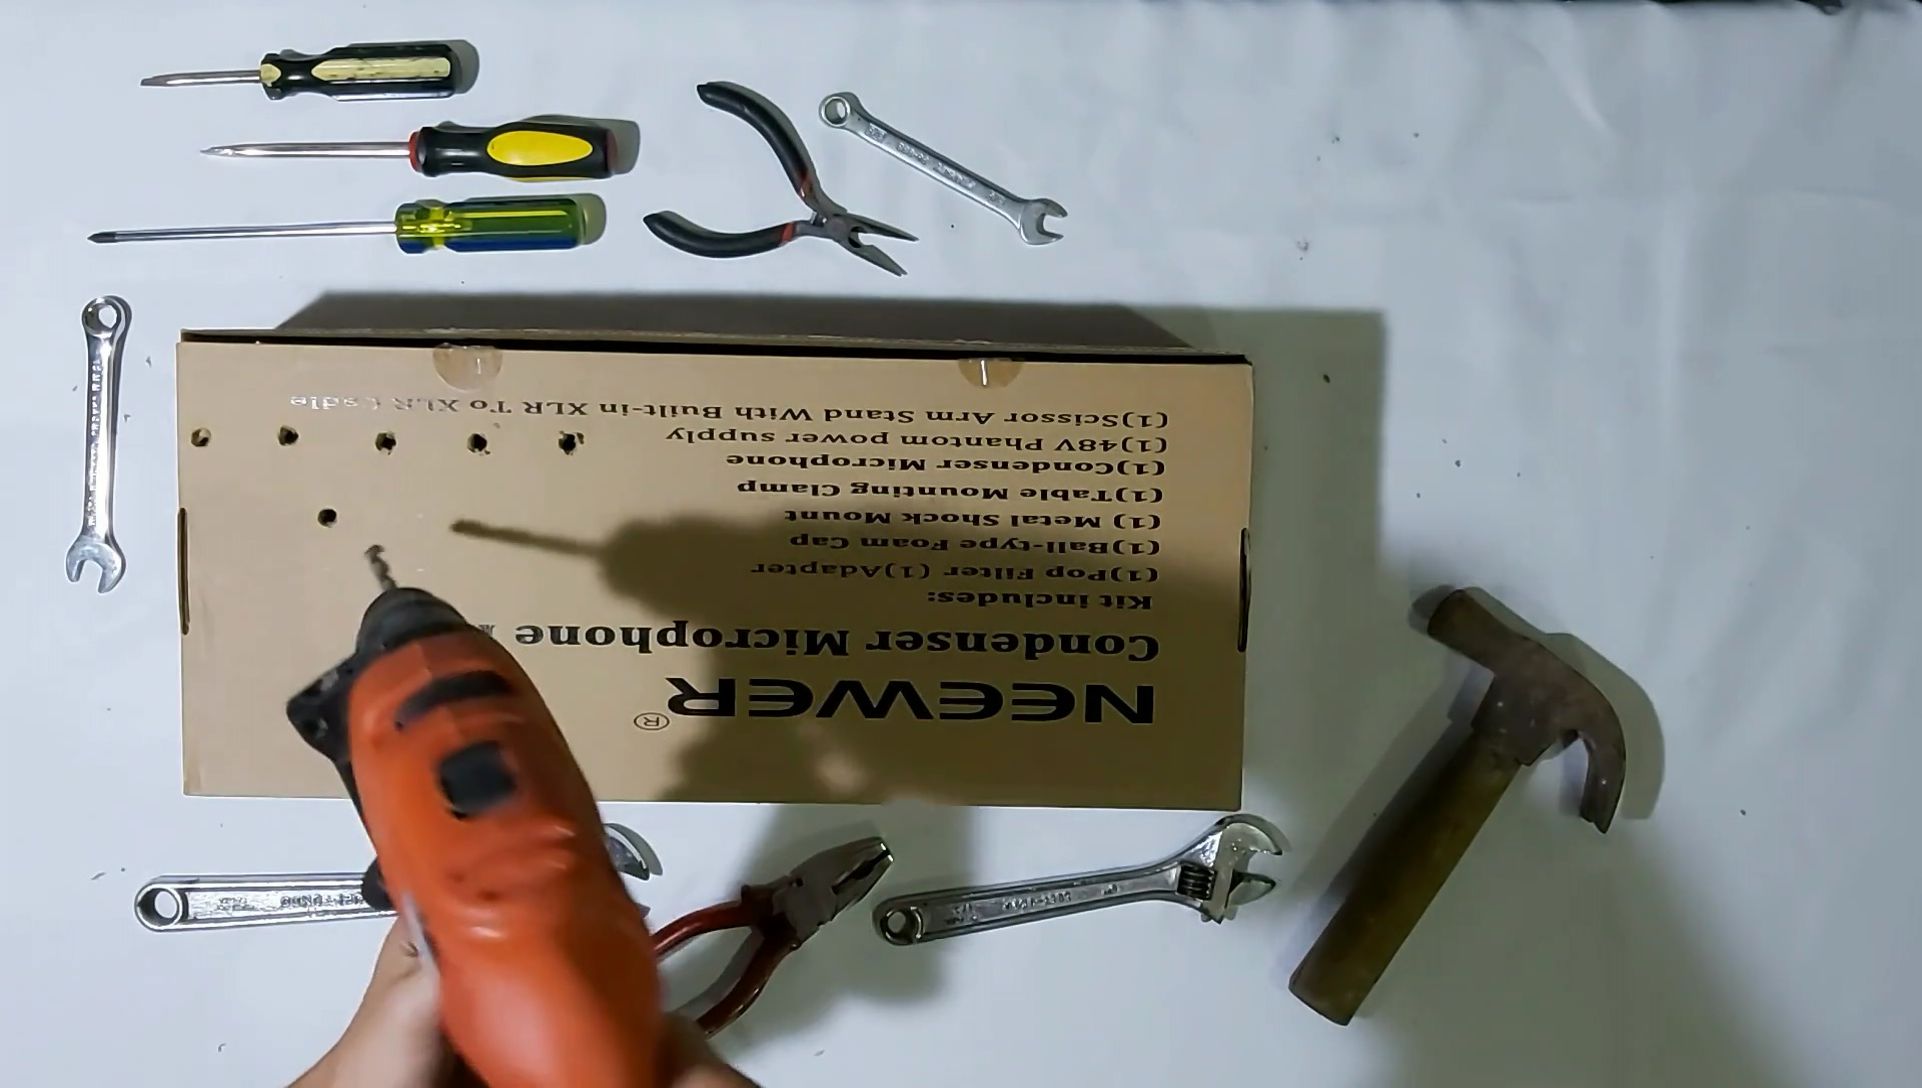 NEEWER®
Condenser Microphone
Kit includes:
(1)Pop Filter (1)Adapter
(1)Ball-type Foam Cap
(1) Metal Shock Mount
(1)Table Mounting Clamp
(1)Condenser Microphone
(1)48V Phantom power supply
(1)Scissor Arm Stand With Built-in XLR To XLR Cable